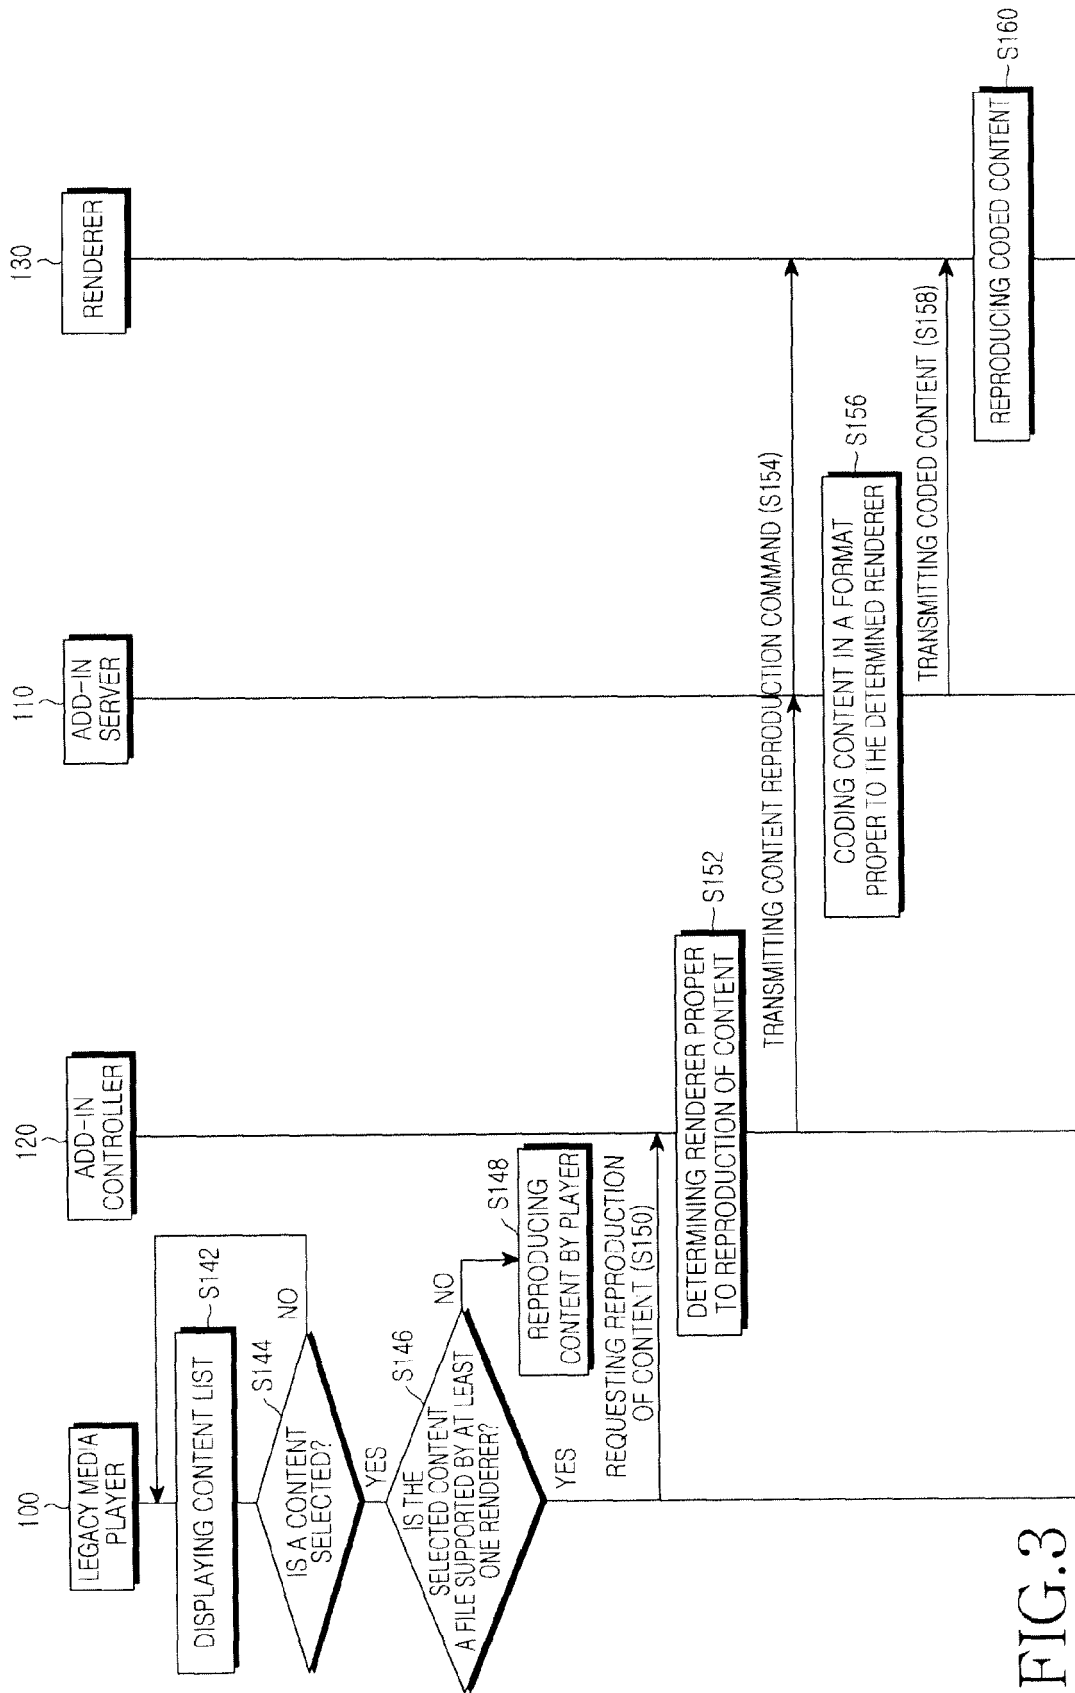 100
LEGACY MEDIA
PLAYER
120
ADD-IN
CONTROLLER
110
ADD-IN
SERVER
130
RENDERER
DISPLAYING CONTENT LIST
S142
IS A CONTENT
SELECTED?
S144
NO
YES
IS THE
SELECTED CONTENT
A FILE SUPPORTED BY AT LEAST
ONE RENDERER?
S146
NO
REPRODUCING
CONTENT BY PLAYER
S148
YES
REQUESTING REPRODUCTION
OF CONTENT (S150)
DETERMINING RENDERER PROPER
TO REPRODUCTION OF CONTENT
S152
TRANSMITTING CONTENT REPRODUCTION COMMAND (S154)
CODING CONTENT IN A FORMAT
PROPER TO THE DETERMINED RENDERER
S156
TRANSMITTING CODED CONTENT (S158)
REPRODUCING CODED CONTENT
S160
FIG.3